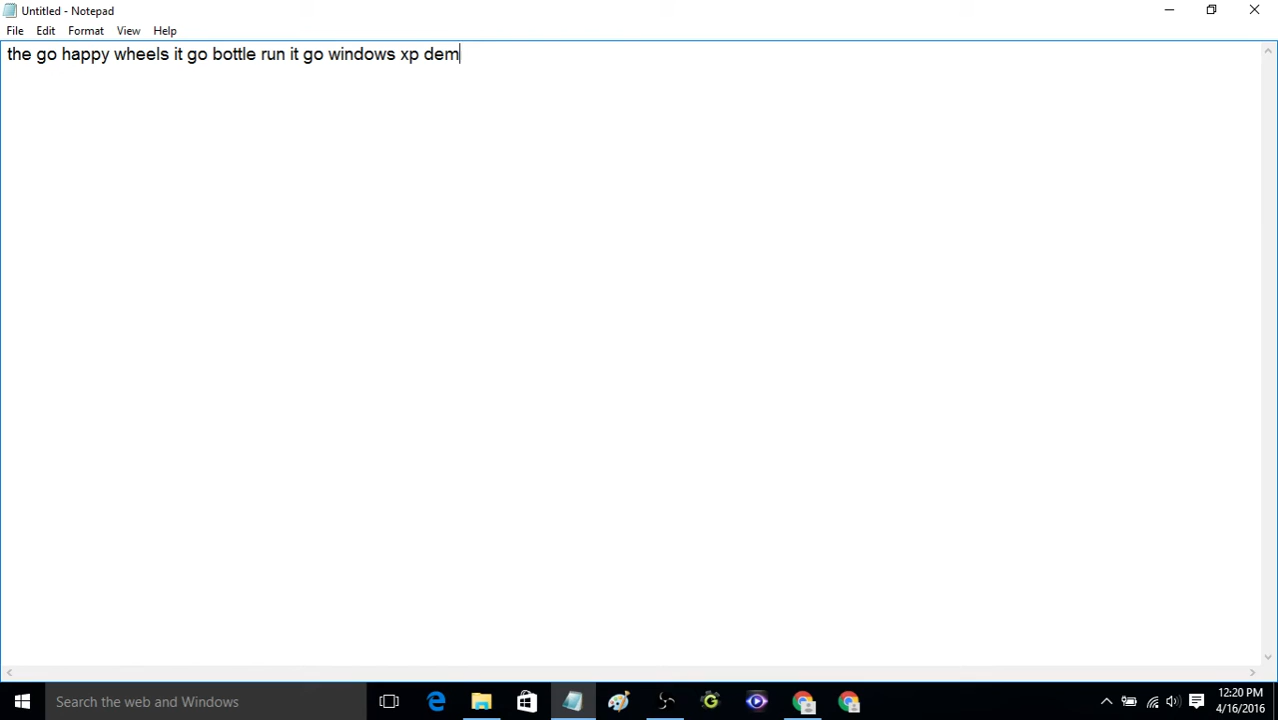 Untitled - Notepad
File Edit Format View Help
the go happy wheels it go bottle run it go windows xp dem
Search the web and Windows
12:20 PM
4/16/2016